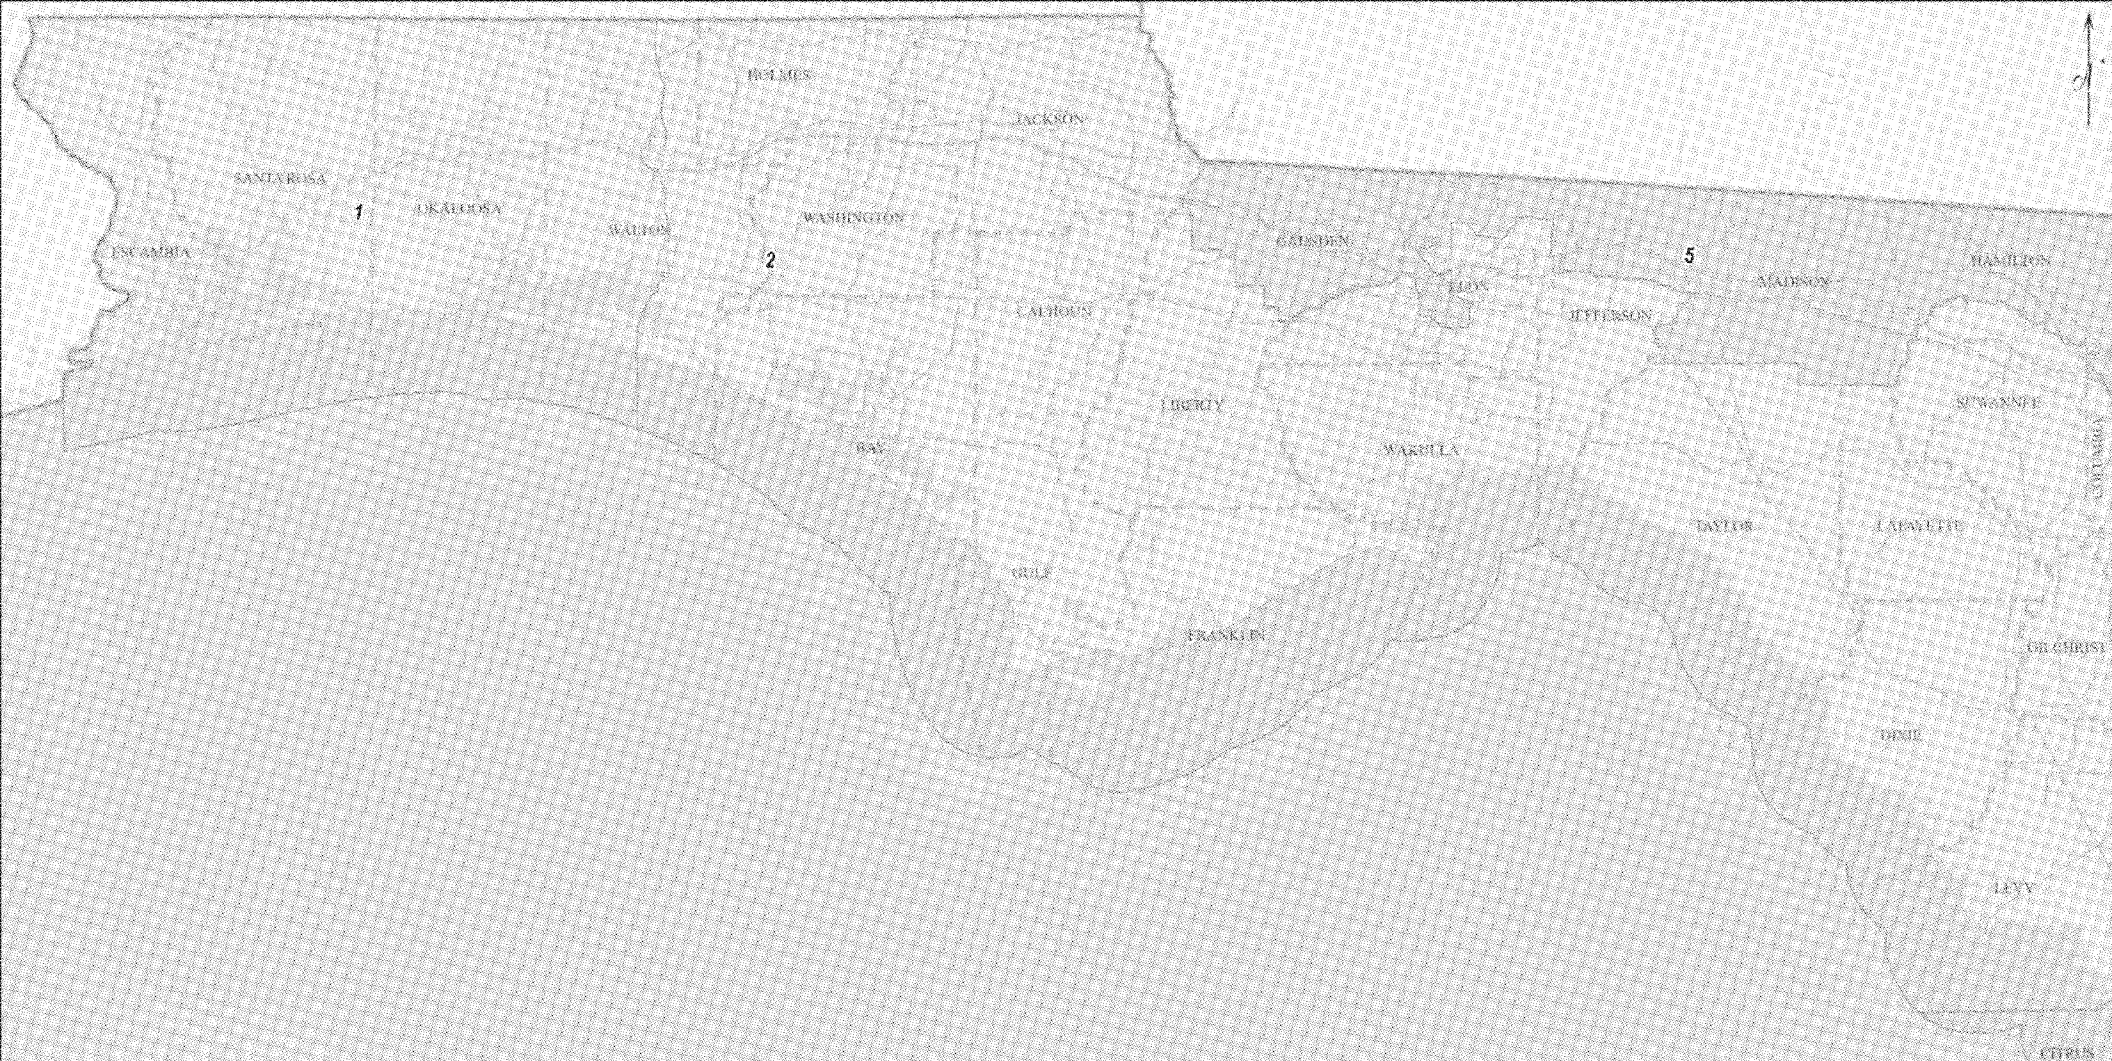 HOLMES
JACKSON
SANTA ROSA
1
OKALOOSA
WASHINGTON
WALTON
ESCAMBIA
2
GADSDEN
5
HAMILTON
MADISON
LEON
CALHOUN
JEFFERSON
LIBERTY
SUWANNEE
BAY
WAKULLA
COLUMBIA
TAYLOR
LAFAYETTE
GULF
FRANKLIN
GILCHRIST
DIXIE
LEVY
CITRUS